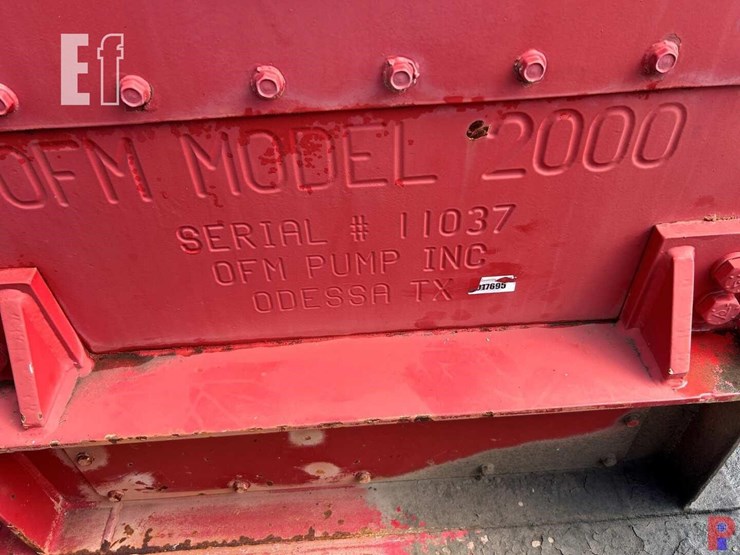 Ef
OFM MODEL 2000
SERIAL # 11037
OFM PUMP INC
ODESSA TX
017695